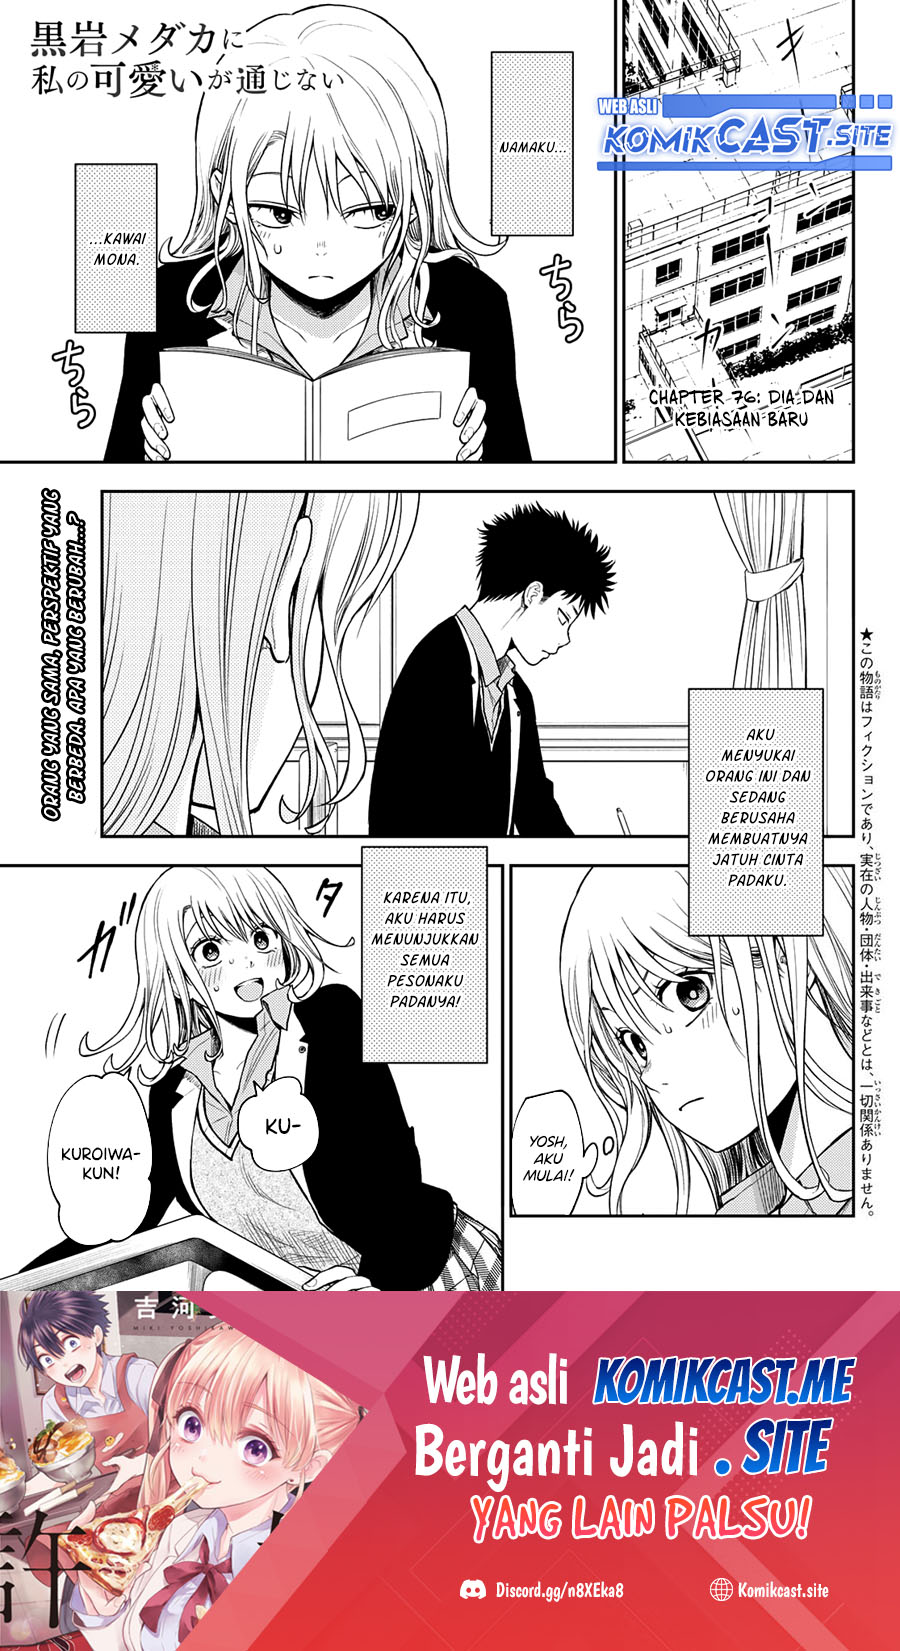 黒岩メダカに
私の可愛いが通じない
NAMAKU...
...KAWAI
MONA.
ちら
ちら
キ
WEB ASLI
KOMIKCAST.SITE
CHAPTER 76: DIA DAN
KEBIASAAN BARU
ORANG YANG SAMA, PERSPEKTIF YANG
BERBEDA. APA YANG BERUBAH...?
AKU
MENYUKAI
ORANG INI DAN
SEDANG
BERUSAHA
MEMBUATNYA
JATUH CINTA
PADAKU.
★この物語はフィクションであり、実在の人物・団体・出来事などとは、一切関係ありません。
YOSH,
AKU
MULAI!
KARENA ITU,
AKU HARUS
MENUNJUKKAN
SEMUA
PESONAKU
PADANYA!
ガタ
KU-
KUROIWA-
KUN!
吉河
MIKI YOSHIKAW
許
Web asli KOMIKCAST.ME
Berganti Jadi .SITE
YANG LAIN PALSU!
Discord.gg/n8XEka8
Komikcast.site